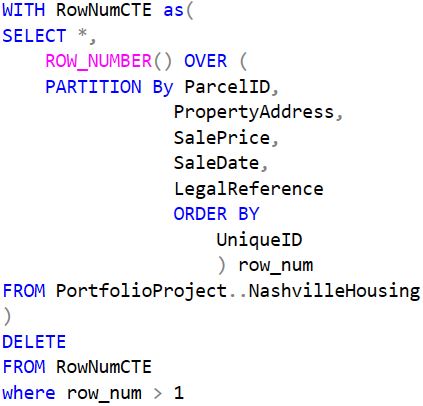 WITH RowNumCTE as(
SELECT *,
    ROW_NUMBER() OVER (
    PARTITION By ParcelID,
                PropertyAddress,
                SalePrice,
                SaleDate,
                LegalReference
                ORDER BY
                    UniqueID
                    ) row_num
FROM PortfolioProject..NashvilleHousing
)
DELETE
FROM RowNumCTE
where row_num > 1